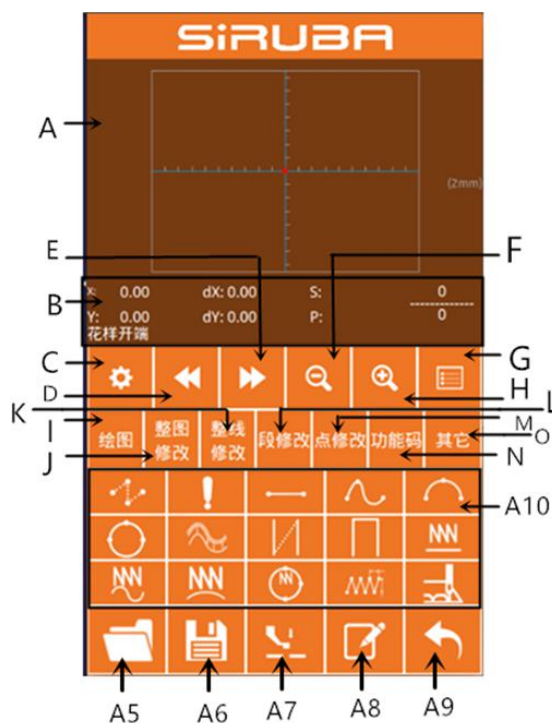 SiRUBA
A
(2mm)
E
F
X: 0.00 dX: 0.00 S: 0
B
Y: 0.00 dY: 0.00 P: 0
花样开端
C
G
D
H
K
L
I
M
绘图 整图修改 整线修改 段修改 点修改 功能码 其它
O
J
N
A10
A5 A6 A7 A8 A9